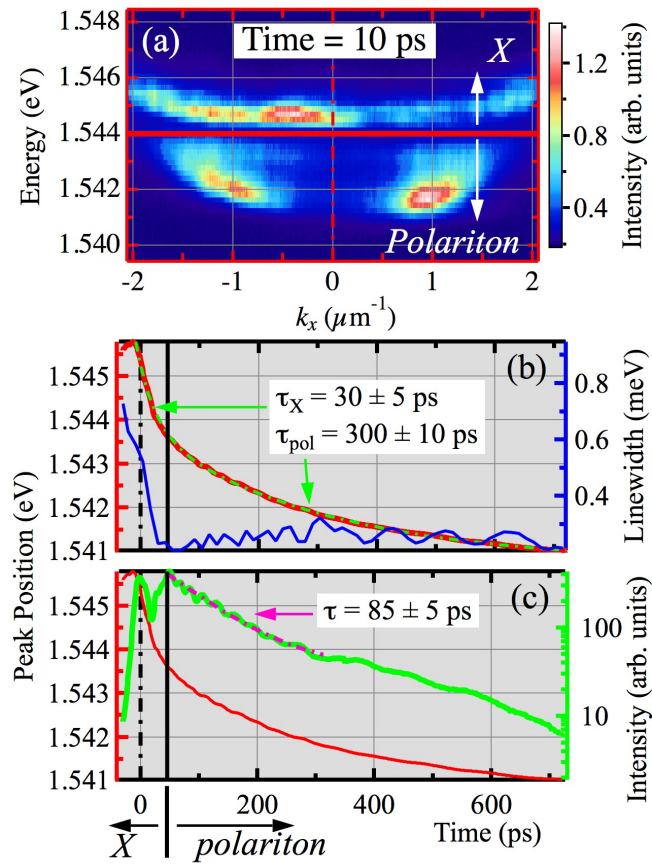 (a)
Time = 10 ps
X
Polariton
1.548
1.546
1.544
1.542
1.540
Energy (eV)
-2
-1
0
1
2
kₓ (μm⁻¹)
1.2
0.8
0.4
Intensity (arb. units)
(b)
τX = 30 ± 5 ps
τpol = 300 ± 10 ps
1.545
1.544
1.543
1.542
1.541
0.8
0.6
0.4
Linewidth (meV)
Peak Position (eV)
(c)
τ = 85 ± 5 ps
1.545
1.544
1.543
1.542
1.541
100
10
Intensity (arb. units)
0
200
400
600
Time (ps)
X
polariton